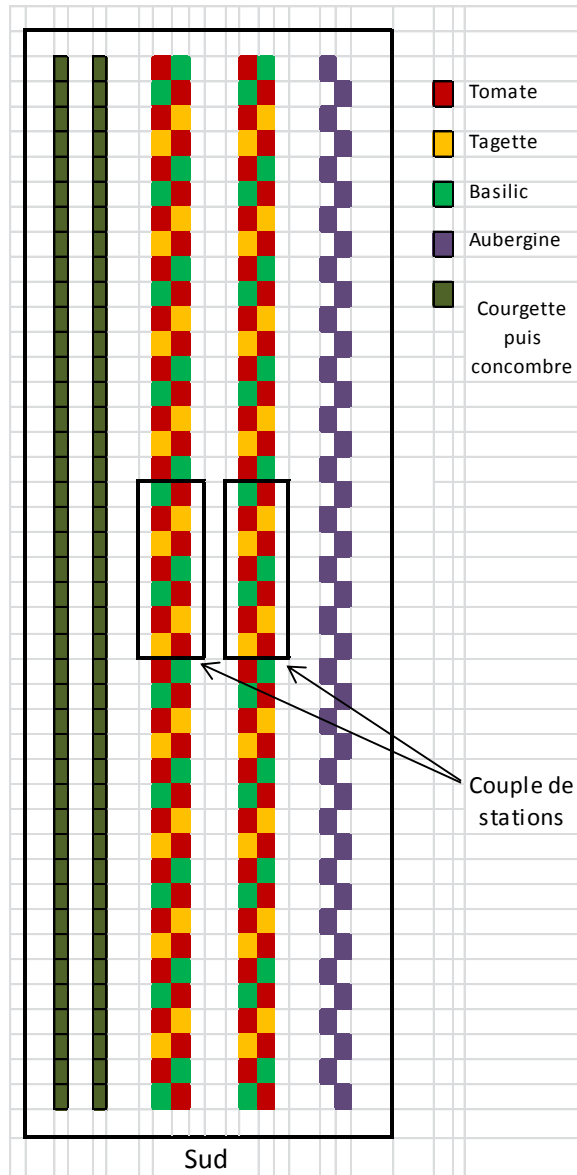 Tomate
Tagette
Basilic
Aubergine
Courgette
puis
concombre
Couple de
stations
Sud